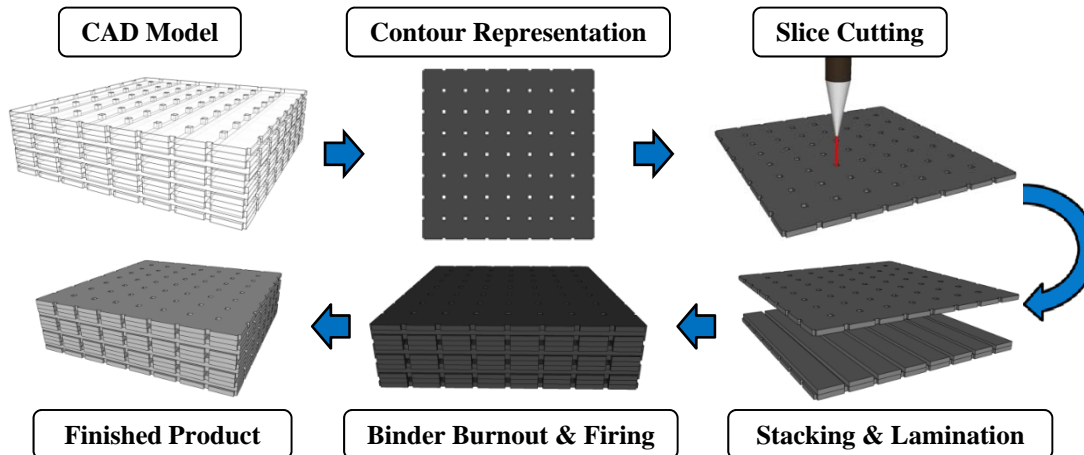 CAD Model
Contour Representation
Slice Cutting
Finished Product
Binder Burnout & Firing
Stacking & Lamination